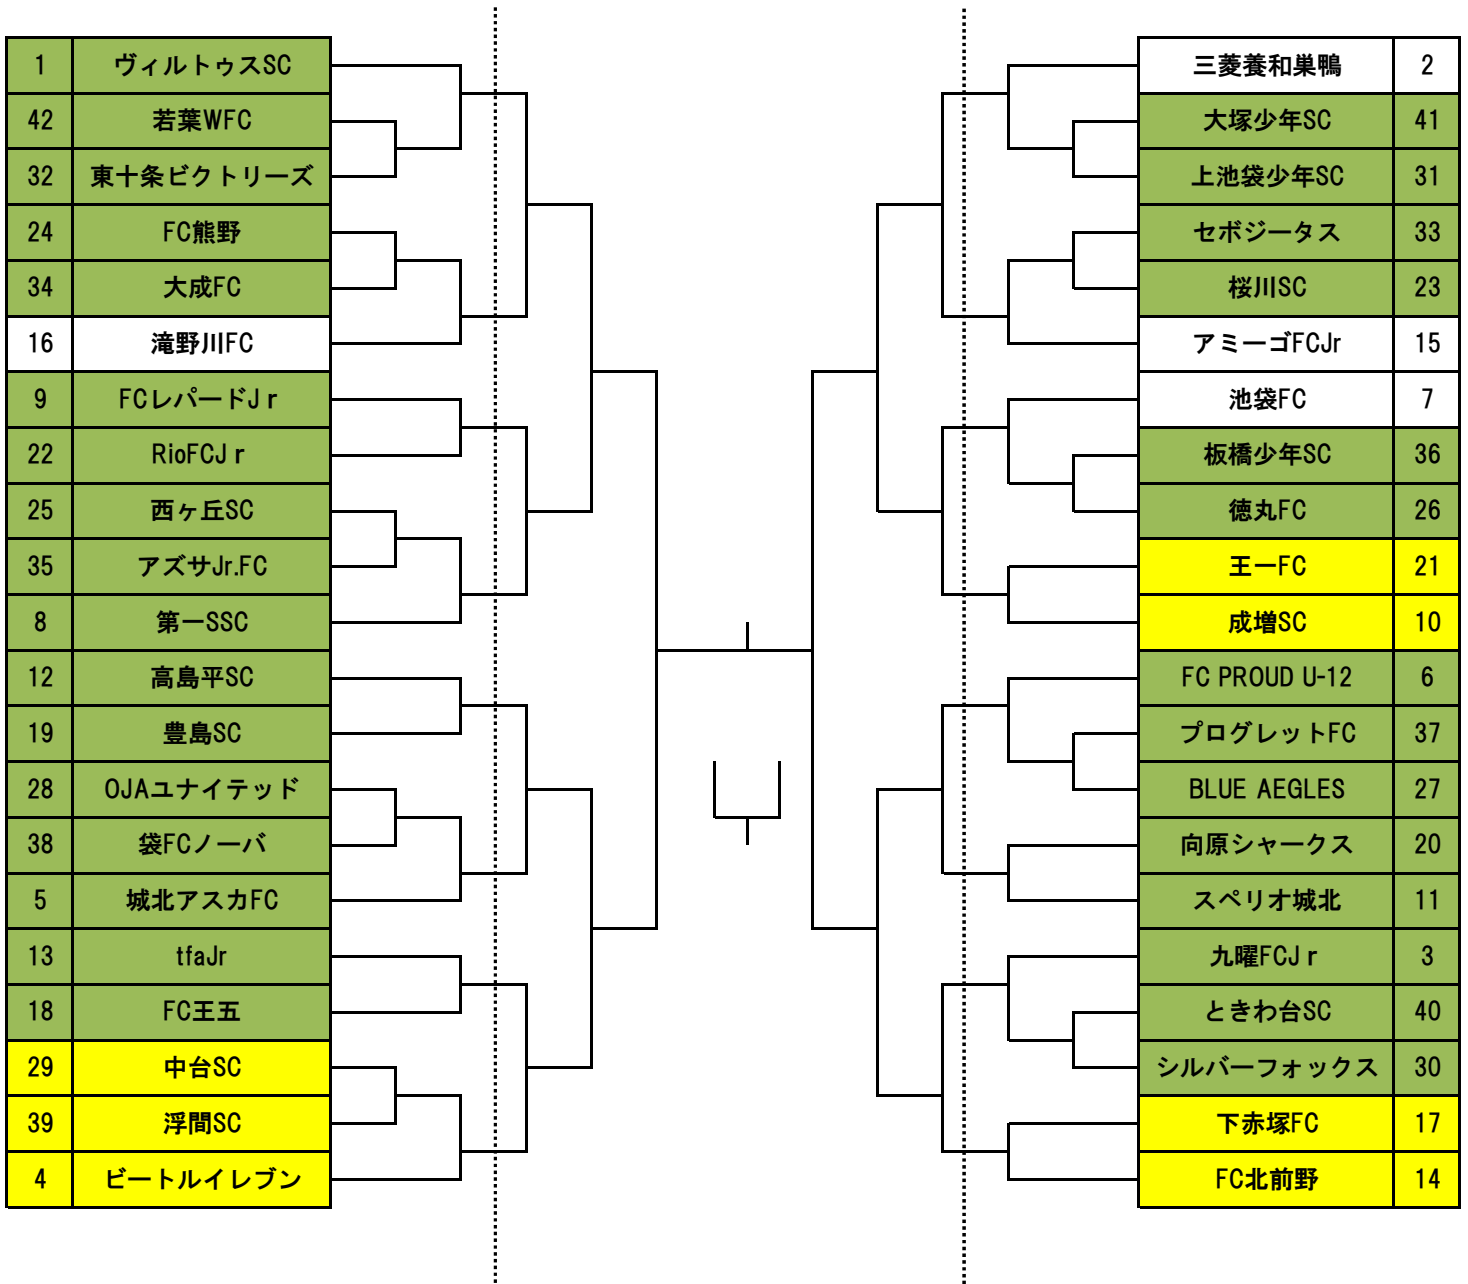 1 ヴィルトゥスSC
42 若葉WFC
32 東十条ビクトリーズ
24 FC熊野
34 大成FC
16 滝野川FC
9 FCレパードJr
22 RioFCJr
25 西ヶ丘SC
35 アズサJr.FC
8 第一SSC
12 高島平SC
19 豊島SC
28 OJAユナイテッド
38 袋FCノーバ
5 城北アスカFC
13 tfaJr
18 FC王五
29 中台SC
39 浮間SC
4 ビートルイレブン
三菱養和巣鴨 2
大塚少年SC 41
上池袋少年SC 31
セボジータス 33
桜川SC 23
アミーゴFCJr 15
池袋FC 7
板橋少年SC 36
徳丸FC 26
王一FC 21
成増SC 10
FC PROUD U-12 6
プログレットFC 37
BLUE AEGLES 27
向原シャークス 20
スペリオ城北 11
九曜FCJr 3
ときわ台SC 40
シルバーフォックス 30
下赤塚FC 17
FC北前野 14